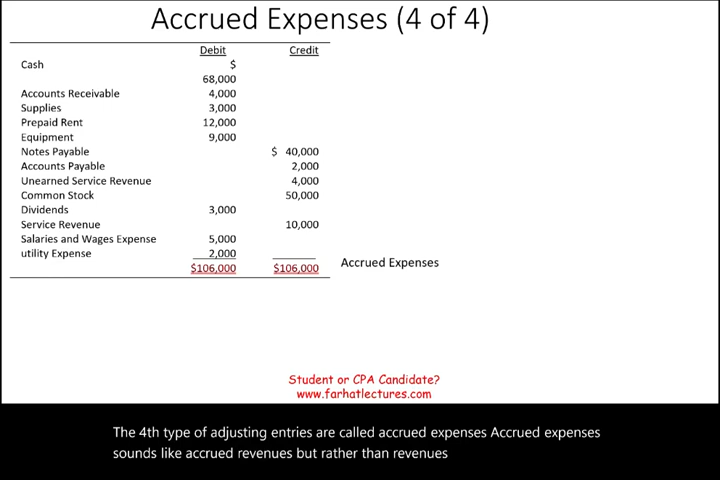 Accrued Expenses (4 of 4)
Debit Credit
Cash $
68,000
Accounts Receivable 4,000
Supplies 3,000
Prepaid Rent 12,000
Equipment 9,000
Notes Payable $ 40,000
Accounts Payable 2,000
Unearned Service Revenue 4,000
Common Stock 50,000
Dividends 3,000
Service Revenue 10,000
Salaries and Wages Expense 5,000
utility Expense 2,000
$106,000 $106,000 Accrued Expenses
Student or CPA Candidate?
www.farhatlectures.com
The 4th type of adjusting entries are called accrued expenses Accrued expenses
sounds like accrued revenues but rather than revenues